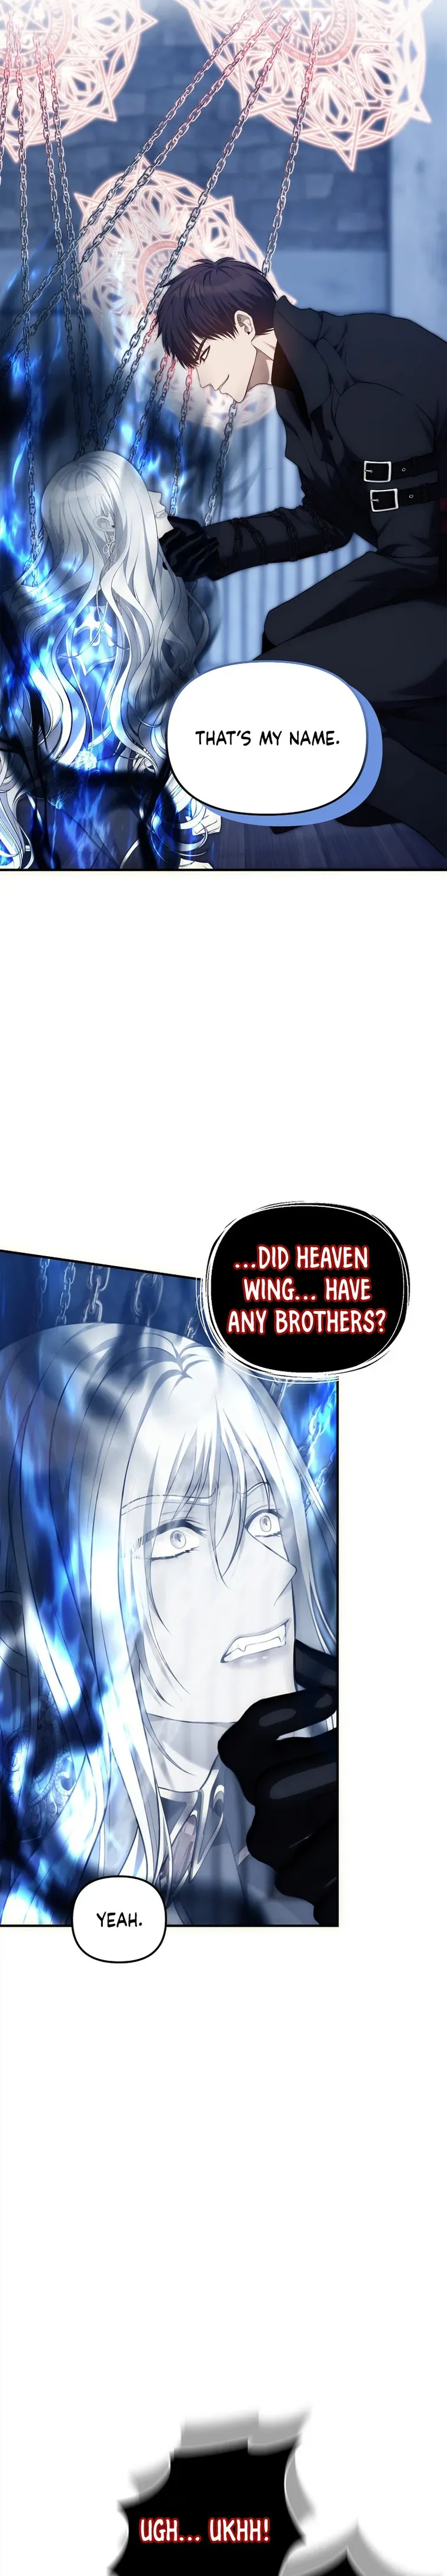 THAT'S MY NAME.
...DID HEAVEN
WING... HAVE
ANY BROTHERS?
YEAH.
UGH... UKHH!